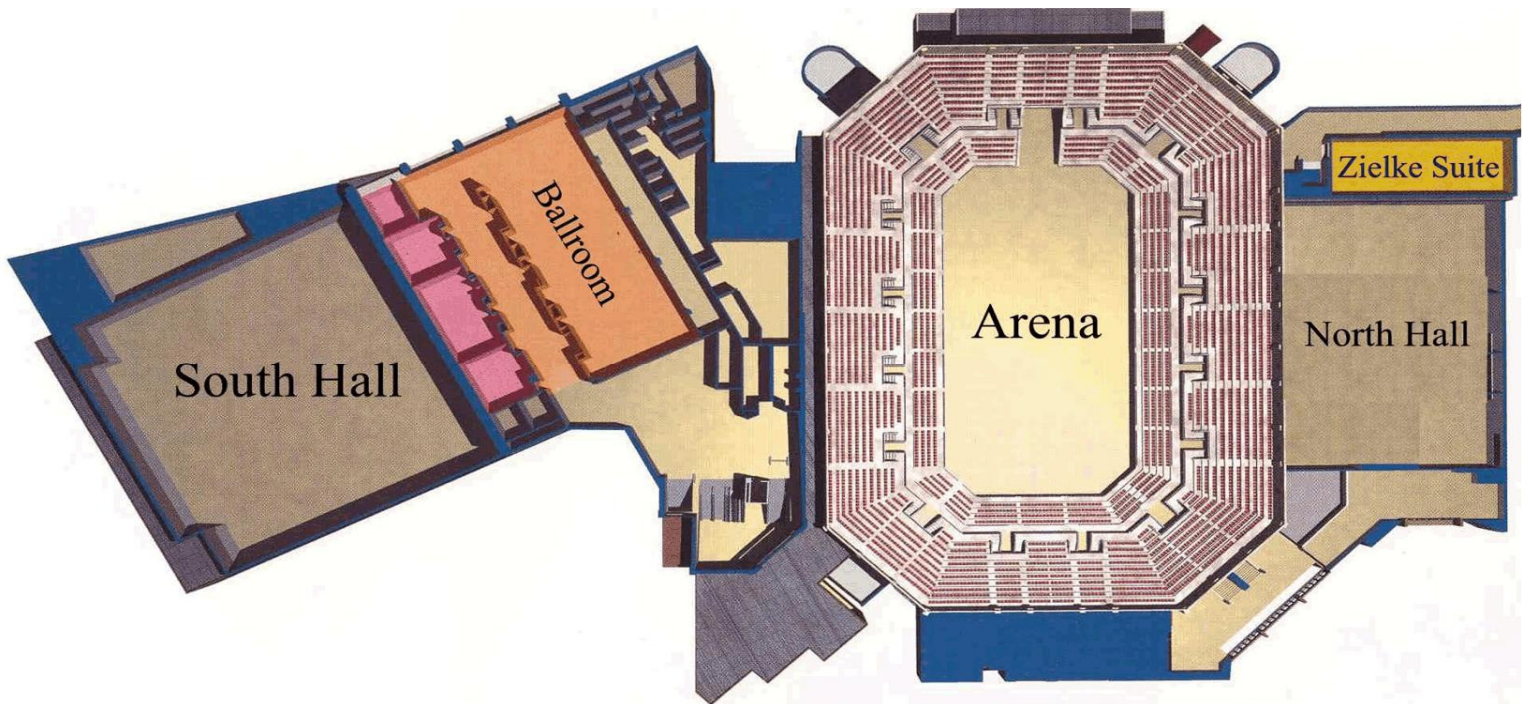 Zielke Suite
Ballroom
Arena
North Hall
South Hall